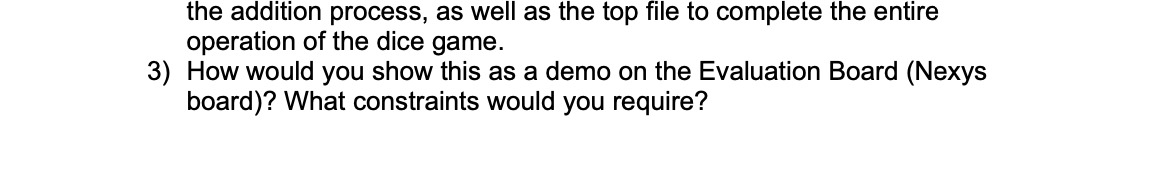 the addition process, as well as the top file to complete the entire
operation of the dice game.
3) How would you show this as a demo on the Evaluation Board (Nexys
board)? What constraints would you require?